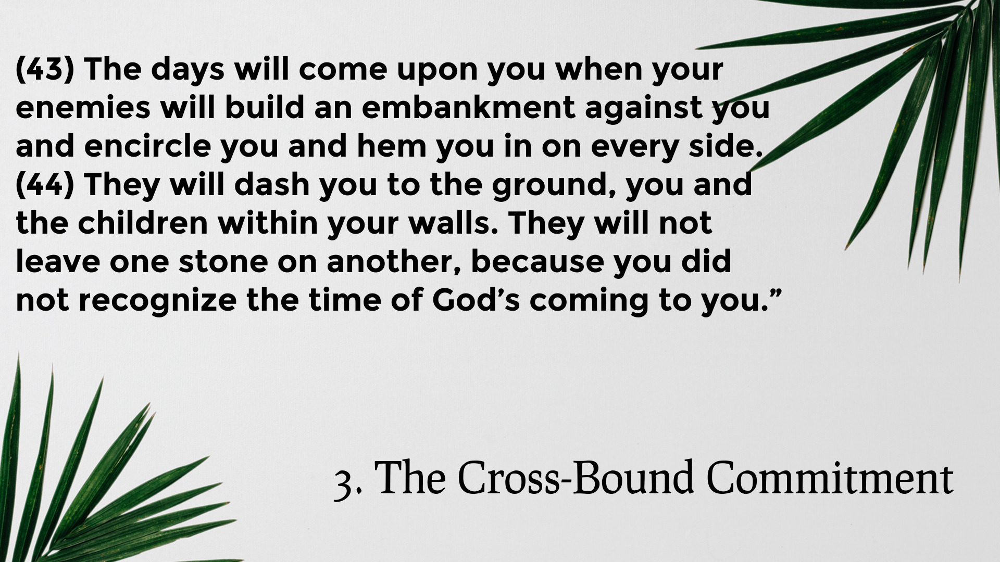 (43) The days will come upon you when your
enemies will build an embankment against you
and encircle you and hem you in on every side.
(44) They will dash you to the ground, you and
the children within your walls. They will not
leave one stone on another, because you did
not recognize the time of God’s coming to you.”
3. The Cross-Bound Commitment